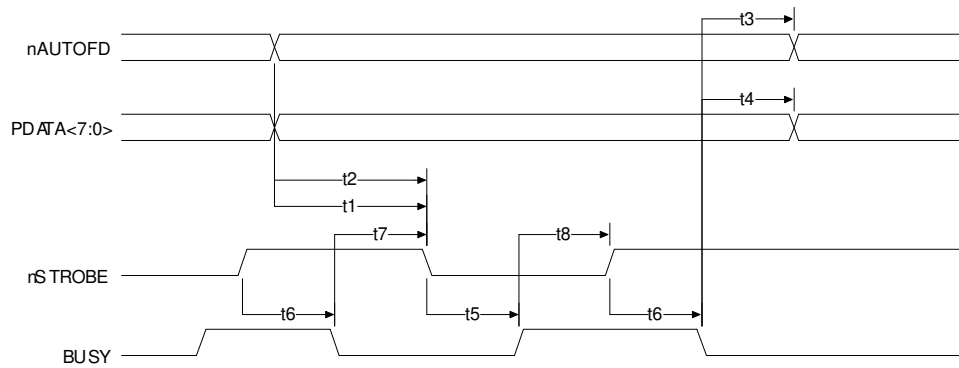 t3
nAUTOFD
t4
PDATA<7:0>
t2
t1
t7
t8
nSTROBE
t6
t5
t6
BUSY